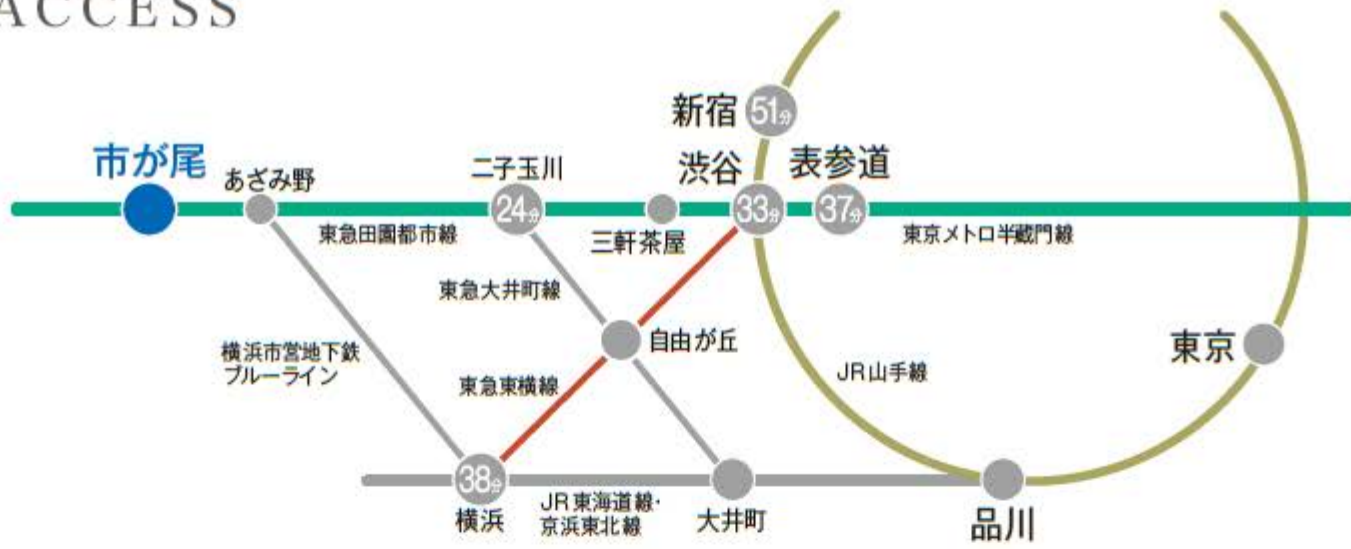 ACCESS
新宿 51分
市が尾
あざみ野
二子玉川
渋谷
表参道
24分
33分
37分
東急田園都市線
三軒茶屋
東京メトロ半蔵門線
東急大井町線
自由が丘
横浜市営地下鉄
ブルーライン
東急東横線
JR山手線
東京
38分
横浜
JR東海道線・
京浜東北線
大井町
品川